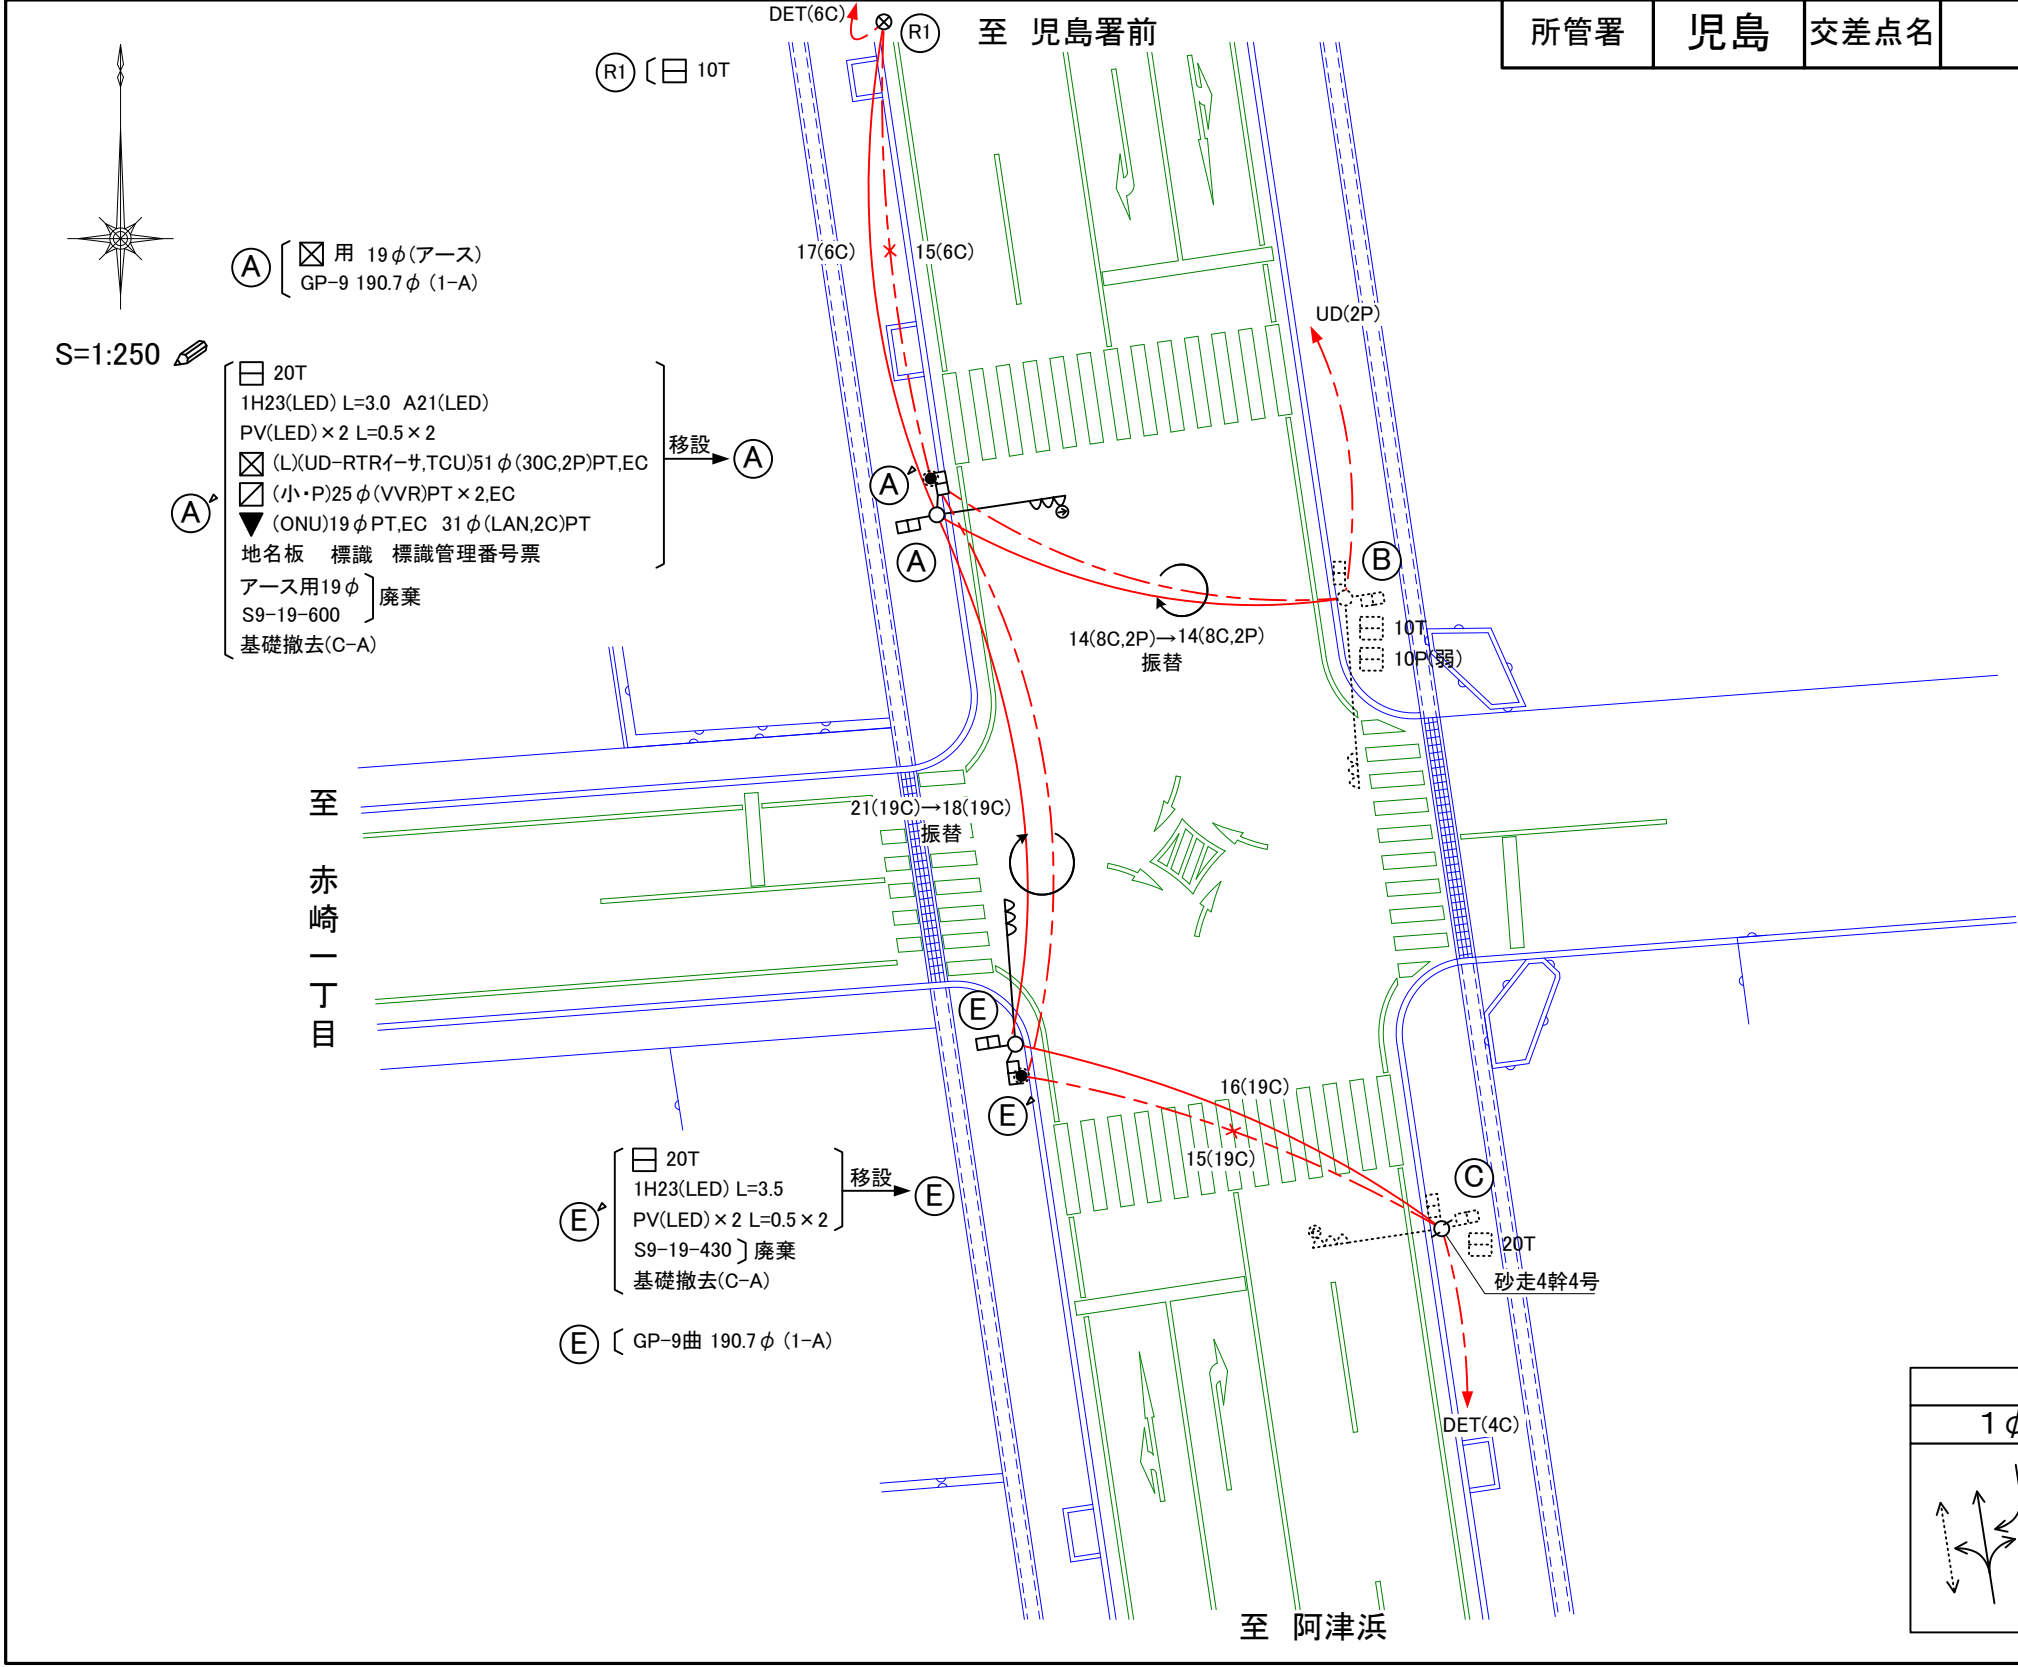 DET(6C)
R1
至 児島署前
所管署 児島 交差点名
R1 10T
A 用 19φ(アース)
GP-9 190.7φ (1-A)
17(6C)
15(6C)
S=1:250
UD(2P)
20T
1H23(LED) L=3.0 A21(LED)
PV(LED)×2 L=0.5×2
(L)(UD-RTRイーサ,TCU)51φ(30C,2P)PT,EC
(小・P)25φ(VVR)PT×2,EC
(ONU)19φPT,EC 31φ(LAN,2C)PT
地名板 標識 標識管理番号票
アース用19φ
S9-19-600
廃棄
基礎撤去(C-A)
A'
移設
A
A'
A
B
10T
10P(弱)
14(8C,2P)→14(8C,2P)
振替
至 赤崎一丁目
21(19C)→18(19C)
振替
E
E'
16(19C)
15(19C)
C
20T
砂走4幹4号
E'
20T
1H23(LED) L=3.5
PV(LED)×2 L=0.5×2
S9-19-430 廃棄
基礎撤去(C-A)
移設
E
E GP-9曲 190.7φ (1-A)
DET(4C)
1φ
至 阿津浜